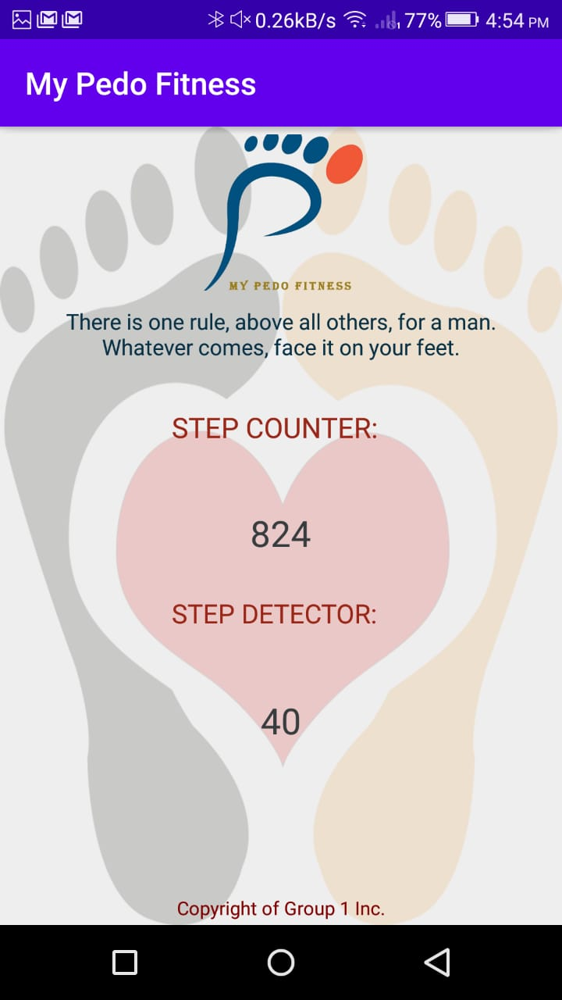 0.26kB/s 77% 4:54 PM
My Pedo Fitness
MY PEDO FITNESS
There is one rule, above all others, for a man.
Whatever comes, face it on your feet.
STEP COUNTER:
824
STEP DETECTOR:
40
Copyright of Group 1 Inc.